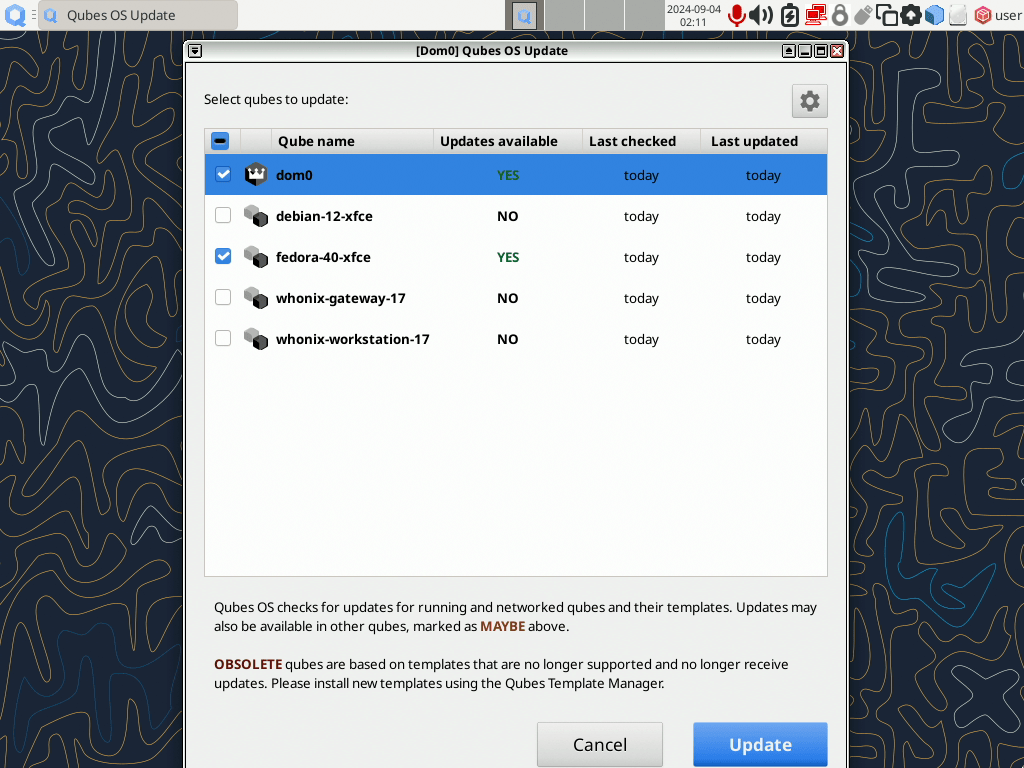 Qubes OS Update
2024-09-04
02:11
user
[Dom0] Qubes OS Update
Select qubes to update:
Qube name Updates available Last checked Last updated
dom0 YES today today
debian-12-xfce NO today today
fedora-40-xfce YES today today
whonix-gateway-17 NO today today
whonix-workstation-17 NO today today
Qubes OS checks for updates for running and networked qubes and their templates. Updates may
also be available in other qubes, marked as MAYBE above.
OBSOLETE qubes are based on templates that are no longer supported and no longer receive
updates. Please install new templates using the Qubes Template Manager.
Cancel Update